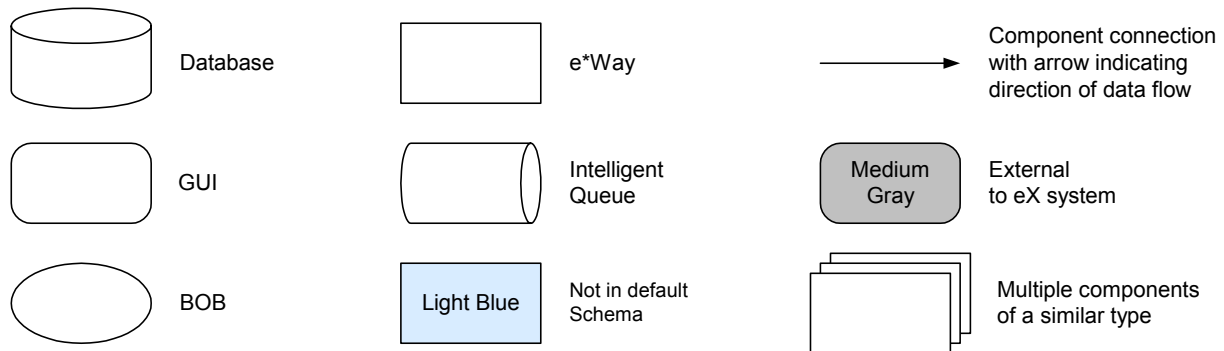 Database
e*Way
Component connection
with arrow indicating
direction of data flow
GUI
Intelligent
Queue
Medium
Gray
External
to eX system
BOB
Light Blue
Not in default
Schema
Multiple components
of a similar type